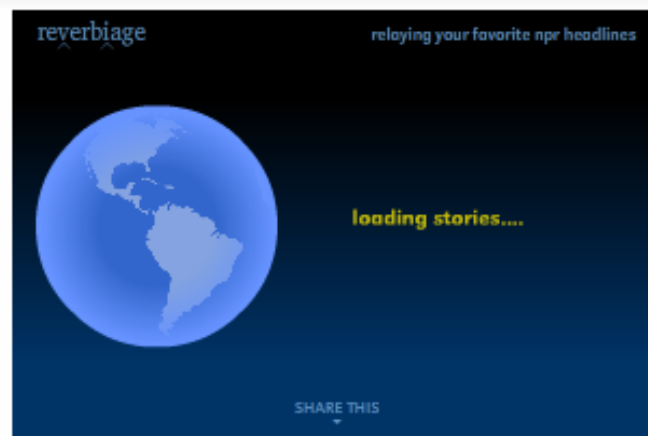 reverbiage
relaying your favorite npr headlines
loading stories....
SHARE THIS